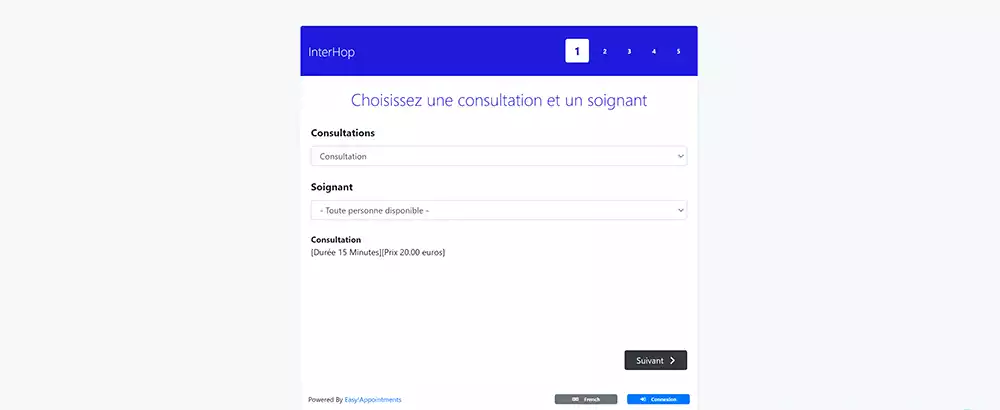 InterHop
1 2 3 4 5
Choisissez une consultation et un soignant
Consultations
Consultation
Soignant
- Toute personne disponible -
Consultation
[Durée 15 Minutes][Prix 20.00 euros]
Suivant
Powered By Easy!Appointments
French
Connexion